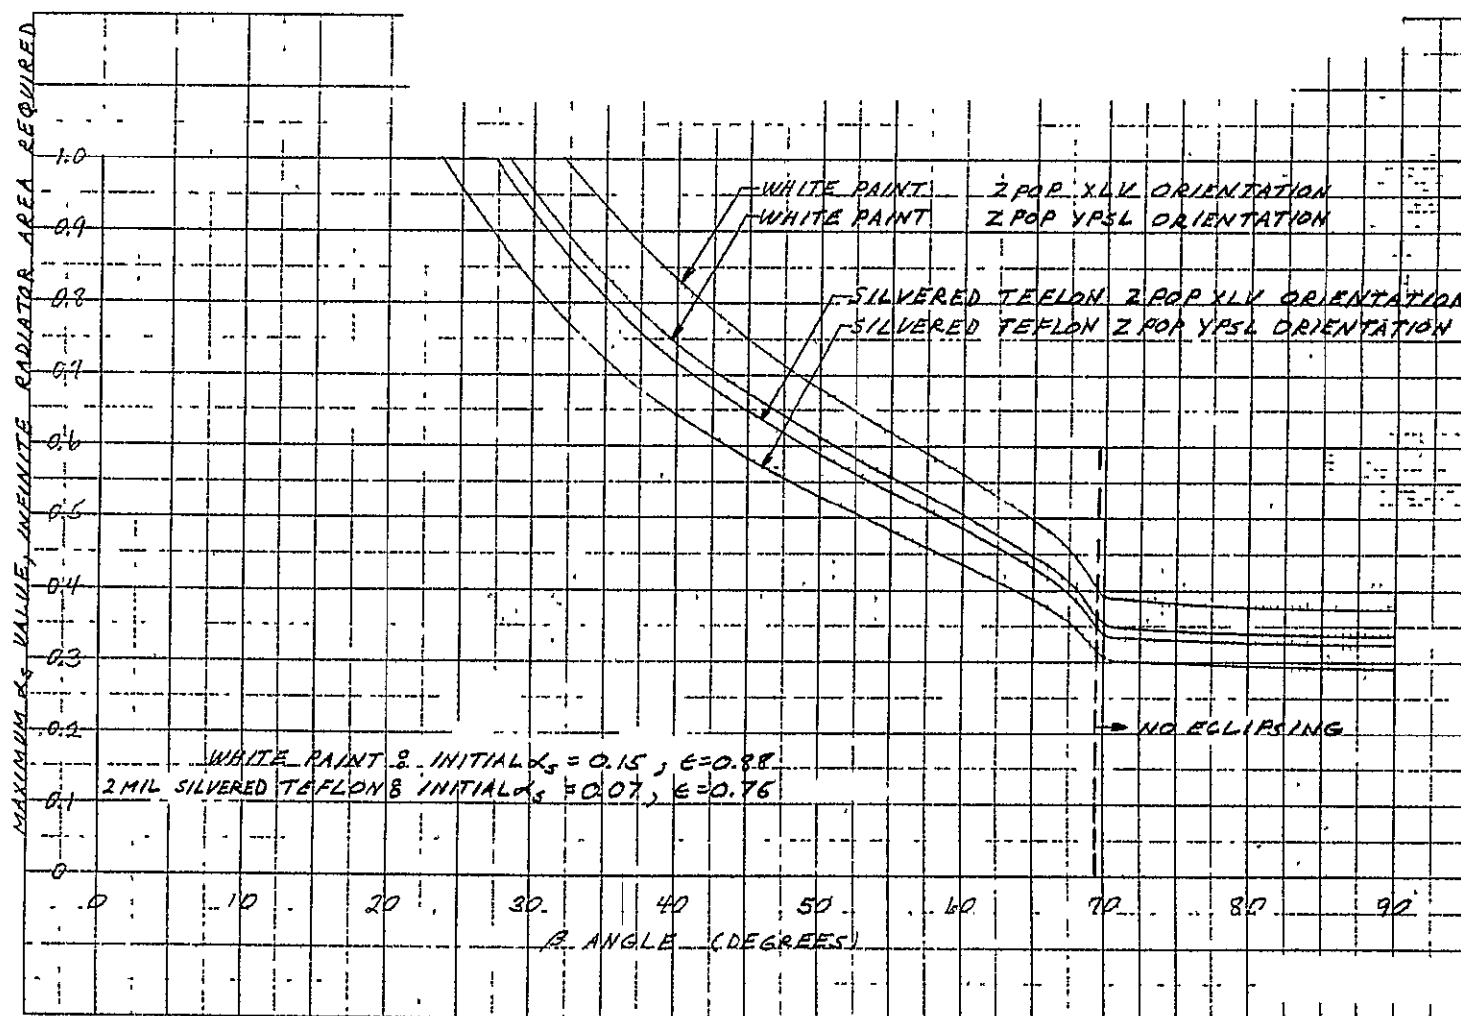 MAXIMUM αs VALUE, INFINITE RADIATOR AREA REQUIRED
1.0
0.9
0.8
0.7
0.6
0.5
0.4
0.3
0.2
0.1
0
WHITE PAINT Z POP XLV ORIENTATION
WHITE PAINT Z POP YPSL ORIENTATION
SILVERED TEFLON Z POP XLV ORIENTATION
SILVERED TEFLON Z POP YPSL ORIENTATION
NO ECLIPSING
WHITE PAINT : INITIAL αs = 0.15 ; ϵ=0.88
2 MIL SILVERED TEFLON : INITIAL αs = 0.07, ϵ=0.76
0 10 20 30 40 50 60 70 80 90
β ANGLE (DEGREES)